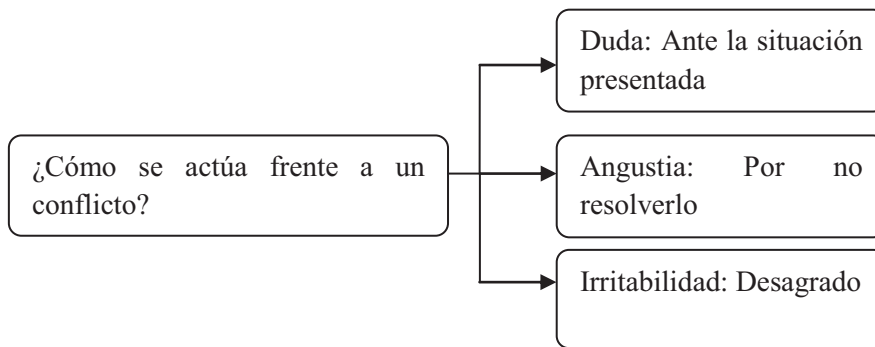 ¿Cómo se actúa frente a un
conflicto?
Duda: Ante la situación
presentada
Angustia: Por no
resolverlo
Irritabilidad: Desagrado